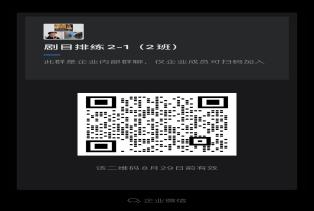 剧目排练2-1（2班）
此群是企业内部群聊，仅企业成员可扫码加入
该二维码8月29日前有效
企业微信